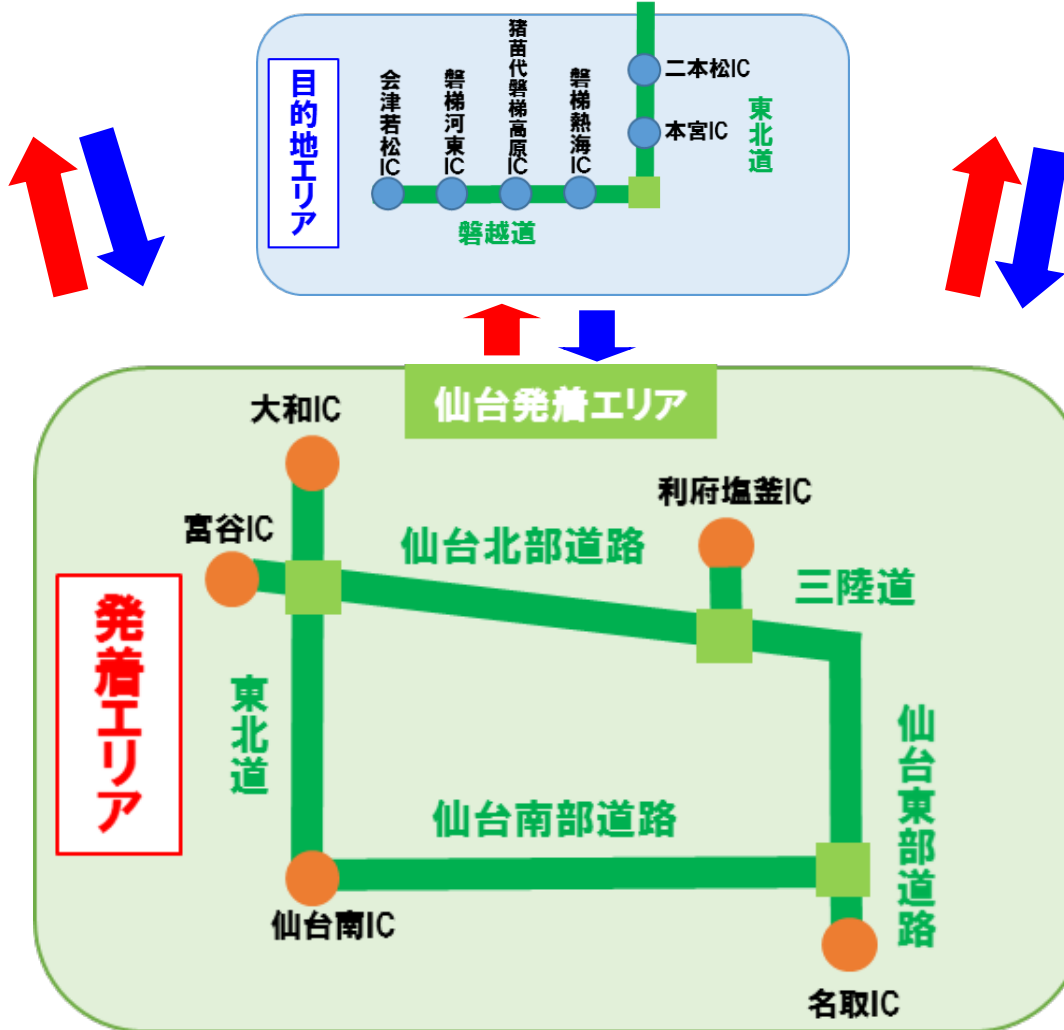 目的地エリア
会津若松IC
磐梯河東IC
猪苗代磐梯高原IC
磐梯熱海IC
二本松IC
本宮IC
東北道
磐越道
仙台発着エリア
大和IC
利府塩釜IC
富谷IC
仙台北部道路
三陸道
発着エリア
東北道
仙台東部道路
仙台南部道路
仙台南IC
名取IC